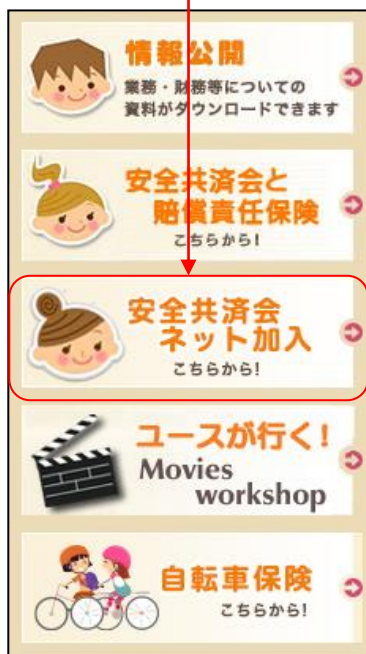 情報公開
業務・財務等についての
資料がダウンロードできます
安全共済会と
賠償責任保険
こちらから!
安全共済会
ネット加入
こちらから!
ユースが行く!
Movies
workshop
自転車保険
こちらから!